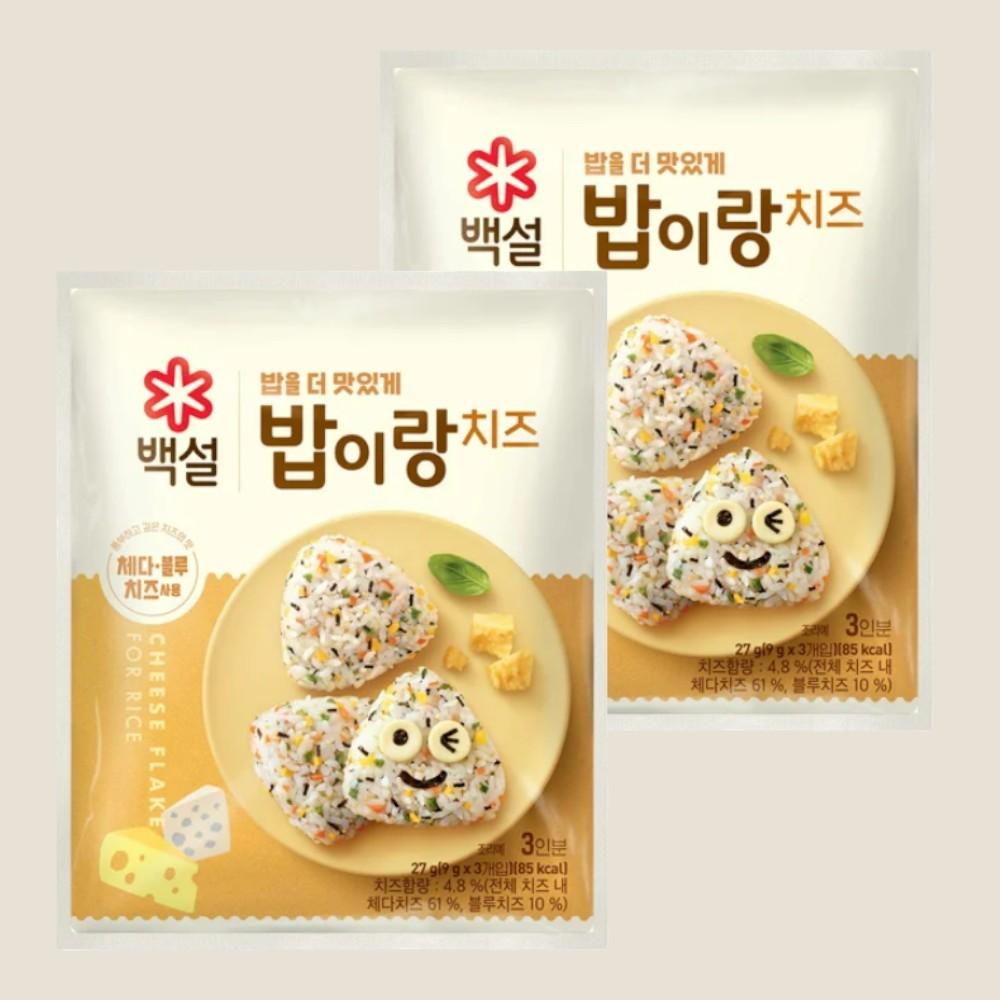 백설
밥을 더 맛있게
밥이랑 치즈
조리예 3인분
27 g(9 g x 3개입)(85 kcal)
치즈함량 : 4.8 %(전체 치즈 내
체다치즈 61 %, 블루치즈 10 %)
백설
밥을 더 맛있게
밥이랑 치즈
풍부하고 깊은 치즈의 맛
체다·블루
치즈사용
CHEESE FLAKE
FOR RICE
조리예 3인분
27 g(9 g x 3개입)(85 kcal)
치즈함량 : 4.8 %(전체 치즈 내
체다치즈 61 %, 블루치즈 10 %)